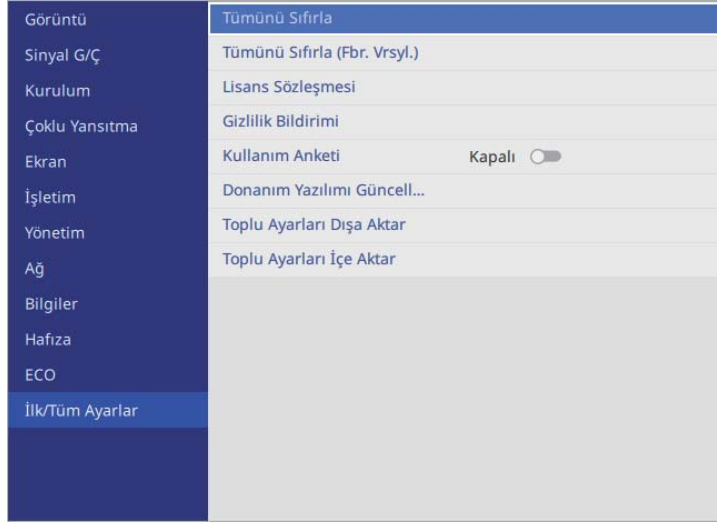 Görüntü
Sinyal G/Ç
Kurulum
Çoklu Yansıtma
Ekran
İşletim
Yönetim
Ağ
Bilgiler
Hafıza
ECO
İlk/Tüm Ayarlar
Tümünü Sıfırla
Tümünü Sıfırla (Fbr. Vrsyl.)
Lisans Sözleşmesi
Gizlilik Bildirimi
Kullanım Anketi Kapalı
Donanım Yazılımı Güncell...
Toplu Ayarları Dışa Aktar
Toplu Ayarları İçe Aktar